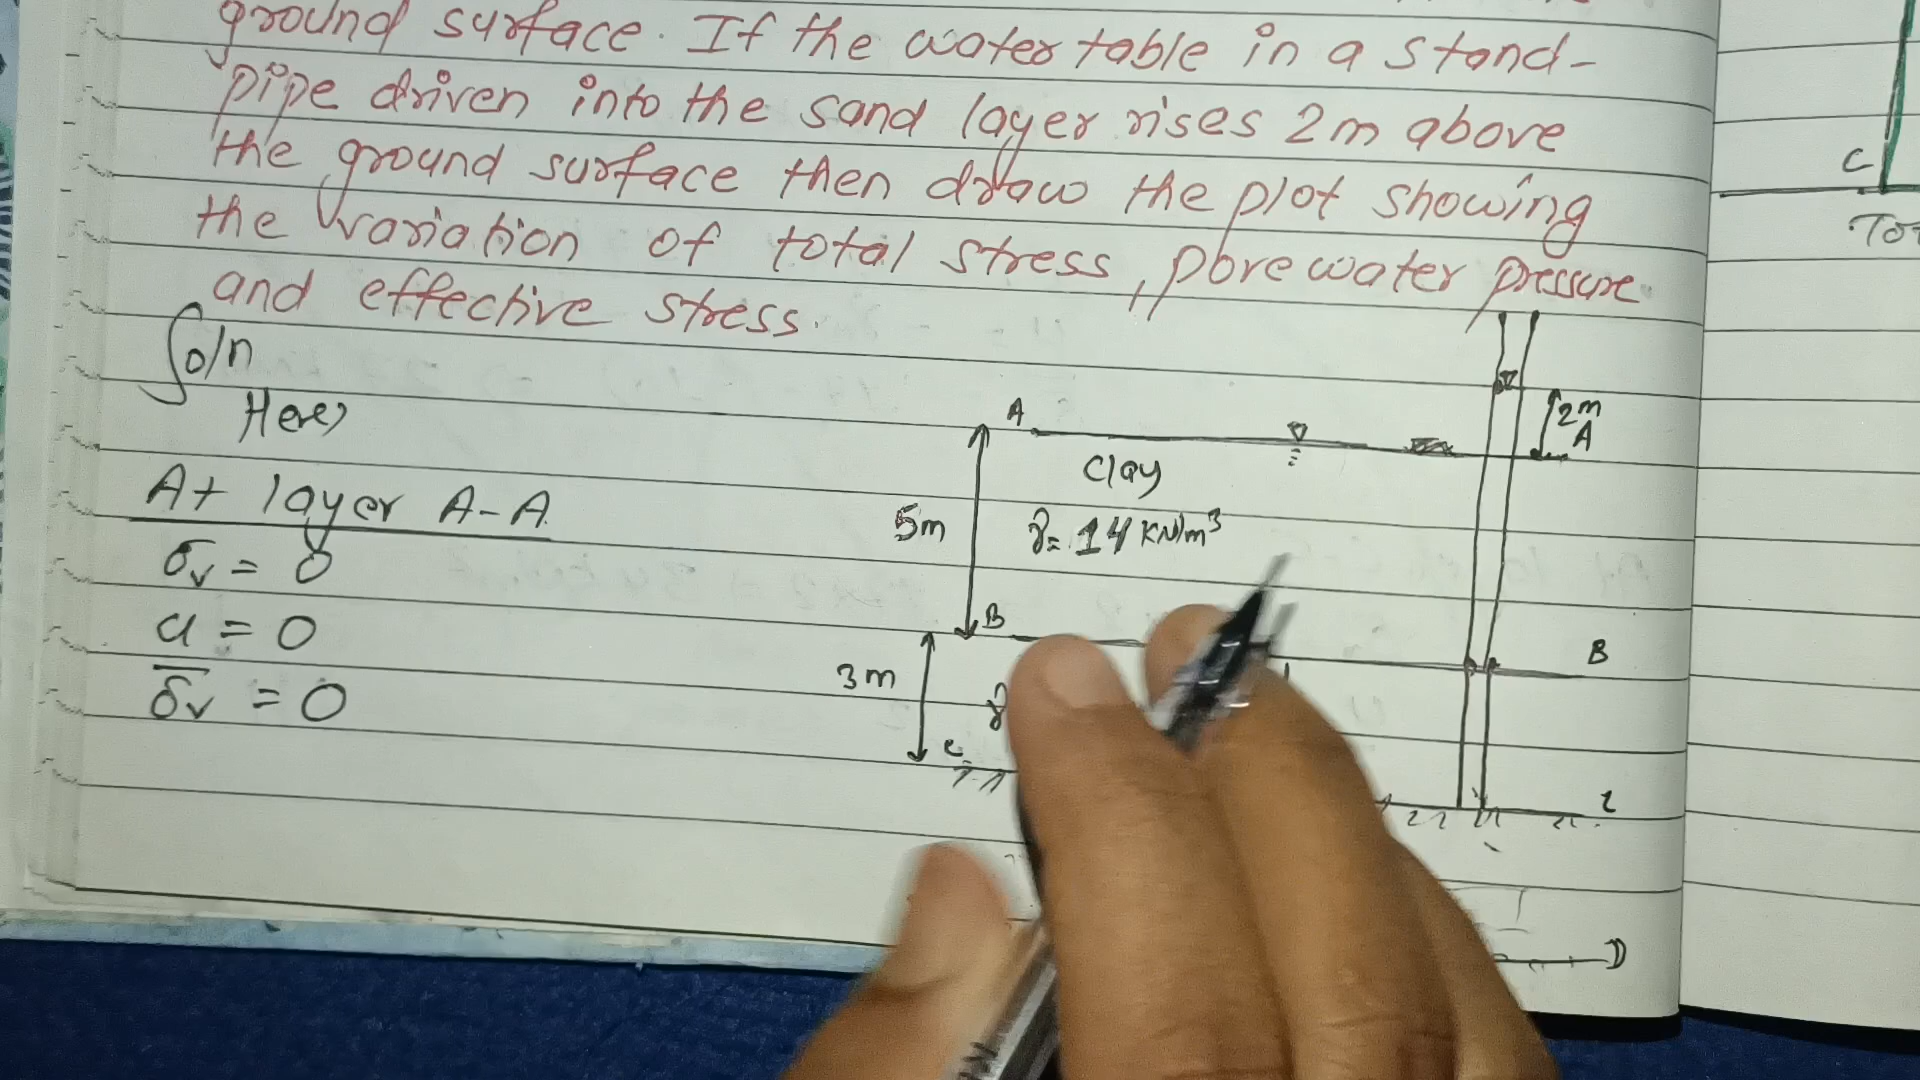 ground surface. If the water table in a stand-
pipe driven into the sand layer rises 2m above
the ground surface then draw the plot showing
the variation of total stress, pore water pressure
and effective stress.
Soln
Here,
At layer A-A
σv = 0
u = 0
σ̅v = 0
A
2m
A
Clay
5m
γ = 14 KN/m³
B
B
3m
γ
C
C
D
C